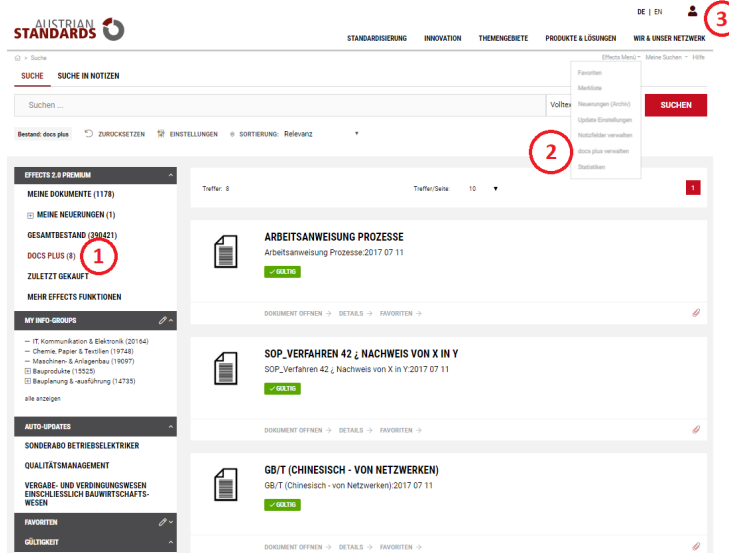 DE | EN
3
AUSTRIAN
STANDARDS
STANDARDISIERUNG INNOVATION THEMENGEBIETE PRODUKTE & LÖSUNGEN WIR & UNSER NETZWERK
> Suche
Effects Menü Meine Suchen Hilfe
SUCHE SUCHE IN NOTIZEN
Suchen ...
Volltex
SUCHEN
Favoriten
Merkliste
Neuerungen (Archiv)
Update Einstellungen
Notizfelder verwalten
docs plus verwalten
Statistiken
2
Bestand: docs plus ZURÜCKSETZEN EINSTELLUNGEN SORTIERUNG: Relevanz
EFFECTS 2.0 PREMIUM
MEINE DOKUMENTE (1178)
MEINE NEUERUNGEN (1)
GESAMTBESTAND (390421)
DOCS PLUS (8)
1
ZULETZT GEKAUFT
MEHR EFFECTS FUNKTIONEN
MY INFO-GROUPS
IT, Kommunikation & Elektronik (20164)
Chemie, Papier & Textilien (19748)
Maschinen- & Anlagenbau (19097)
Bauprodukte (15525)
Bauplanung & -ausführung (14735)
alle anzeigen
AUTO-UPDATES
SONDERABO BETRIEBSELEKTRIKER
QUALITÄTSMANAGEMENT
VERGABE- UND VERDINGUNGSWESEN
EINSCHLIESSLICH BAUWIRTSCHAFTS-
WESEN
FAVORITEN
GÜLTIGKEIT
Treffer: 8 Treffer/Seite: 10 1
ARBEITSANWEISUNG PROZESSE
Arbeitsanweisung Prozesse:2017 07 11
GÜLTIG
DOKUMENT ÖFFNEN → DETAILS → FAVORITEN →
SOP_VERFAHREN 42 ¿ NACHWEIS VON X IN Y
SOP_Verfahren 42 ¿ Nachweis von X in Y:2017 07 11
GÜLTIG
DOKUMENT ÖFFNEN → DETAILS → FAVORITEN →
GB/T (CHINESISCH - VON NETZWERKEN)
GB/T (Chinesisch - von Netzwerken):2017 07 11
GÜLTIG
DOKUMENT ÖFFNEN → DETAILS → FAVORITEN →